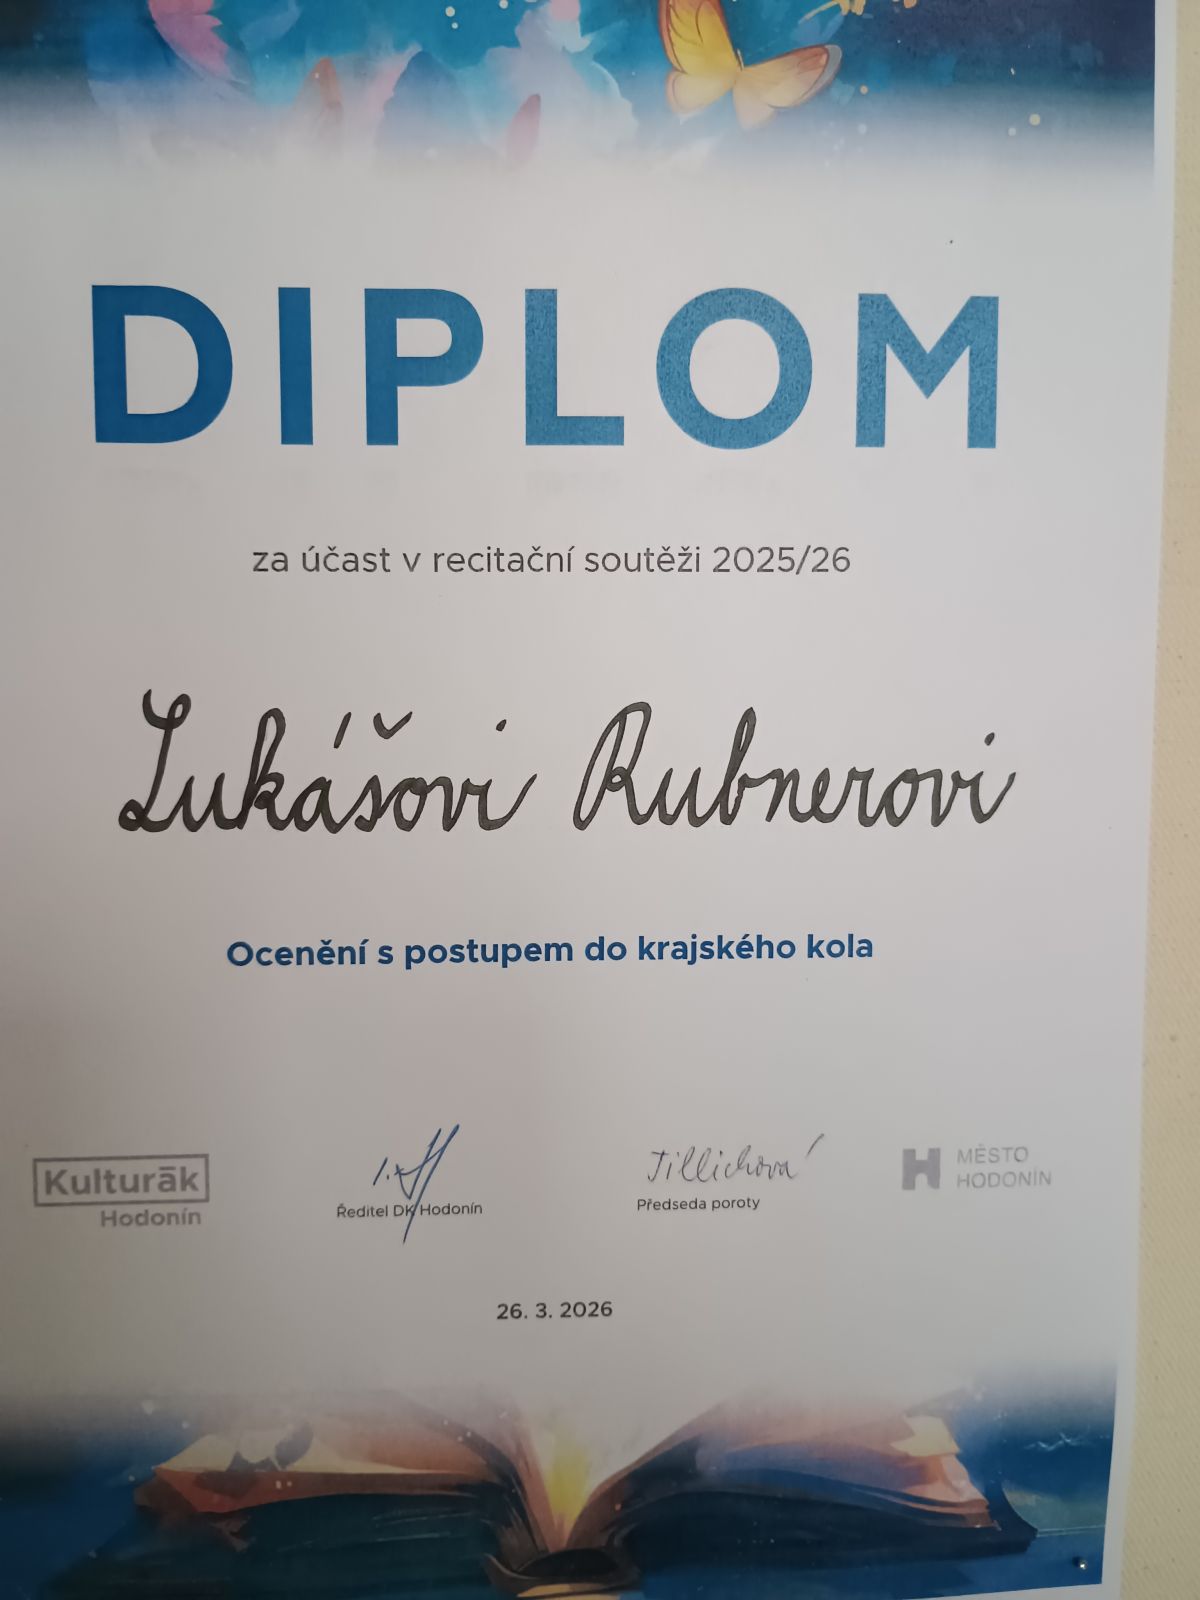 DIPLOM
za účast v recitační soutěži 2025/26
Lukášovi Rubnerovi
Ocenění s postupem do krajského kola
Kulturák
Hodonín
Ředitel DK Hodonín
Tillichová
Předseda poroty
MĚSTO
HODONÍN
26. 3. 2026